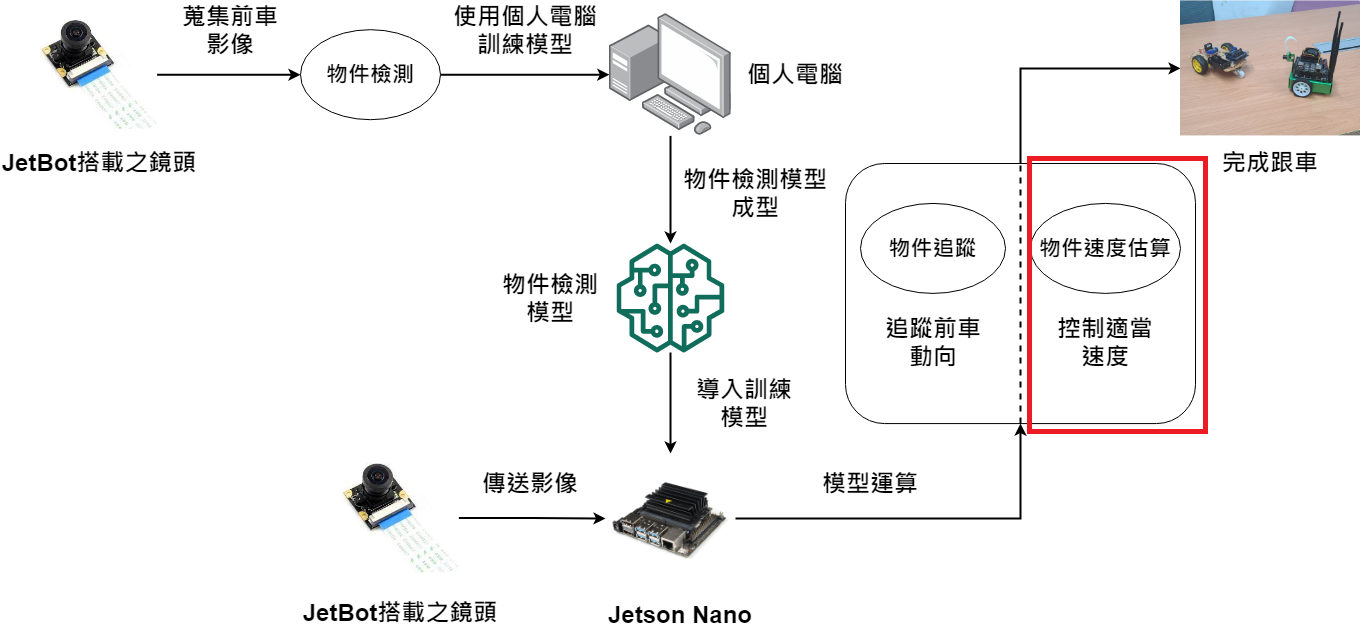 蒐集前車
影像
使用個人電腦
訓練模型
物件檢測
個人電腦
JetBot搭載之鏡頭
完成跟車
物件檢測模型
成型
物件追蹤
物件速度估算
物件檢測
模型
追蹤前車
動向
控制適當
速度
導入訓練
模型
傳送影像
模型運算
JetBot搭載之鏡頭
Jetson Nano